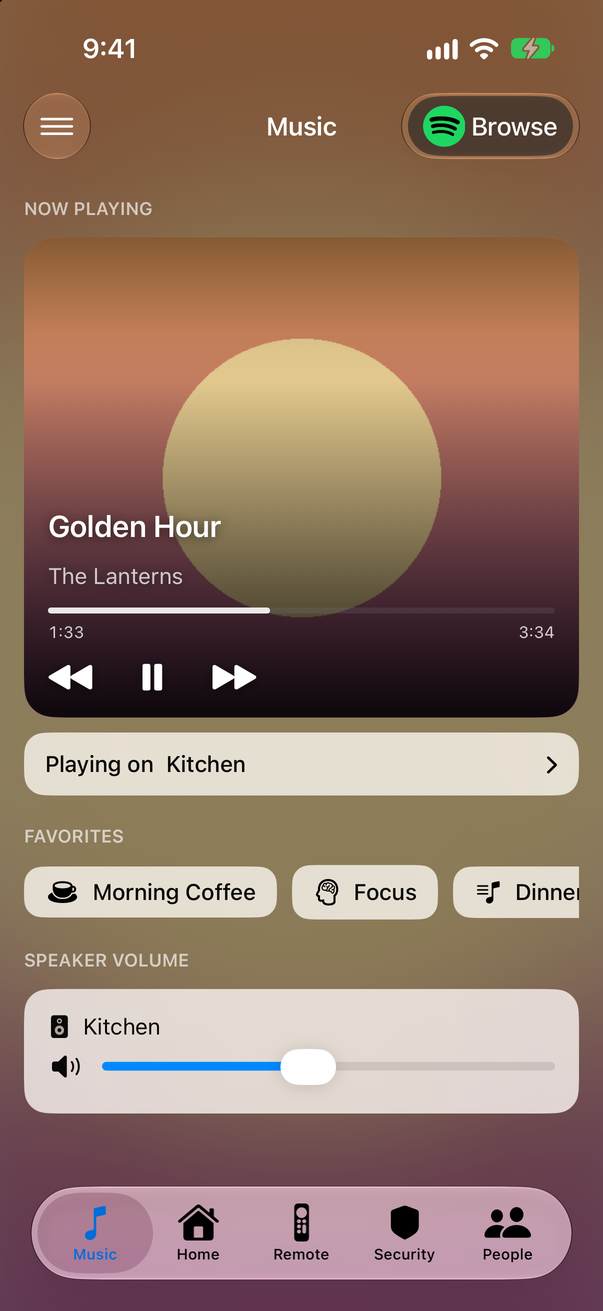 9:41
Music
Browse
NOW PLAYING
Golden Hour
The Lanterns
1:33
3:34
Playing on Kitchen
FAVORITES
Morning Coffee
Focus
Dinner
SPEAKER VOLUME
Kitchen
Music
Home
Remote
Security
People